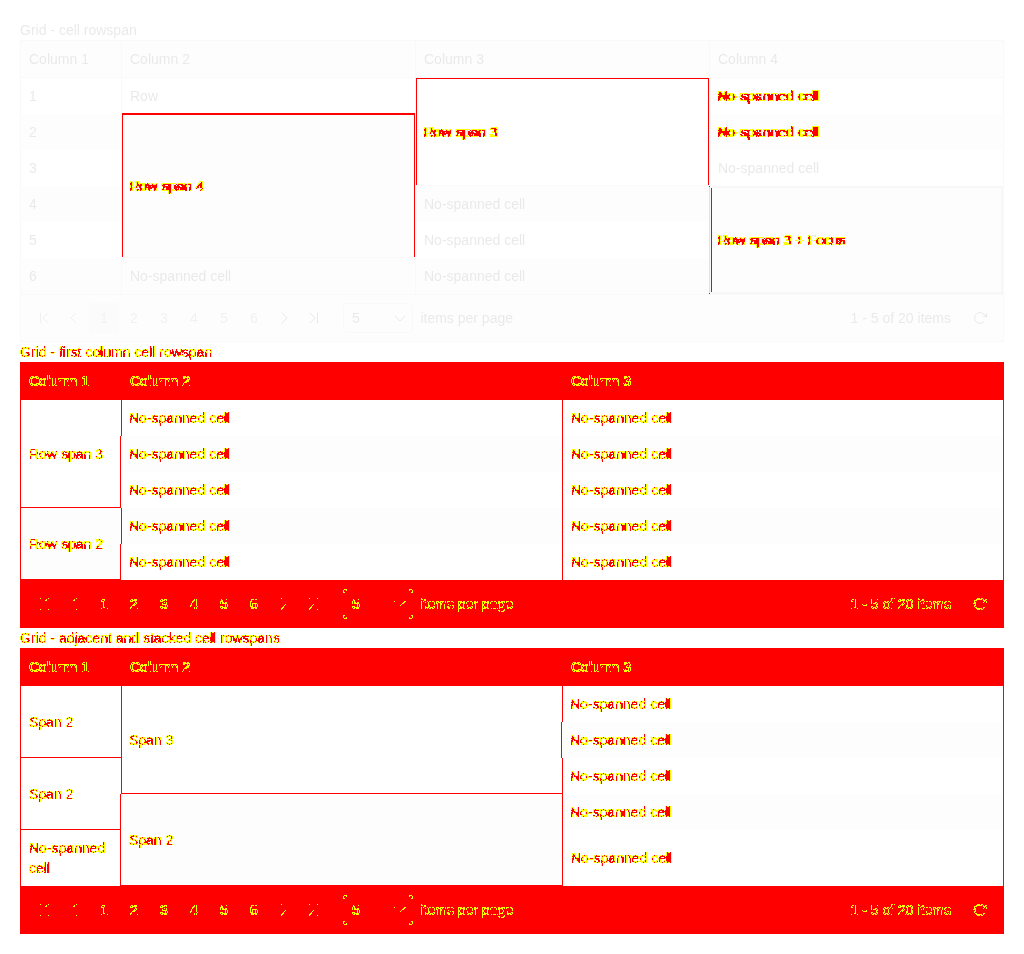 Grid - cell rowspan
Column 1 Column 2 Column 3 Column 4
1 Row No-spanned cell
2 Row span 3 No-spanned cell
3 No-spanned cell
Row span 4
4 No-spanned cell
5 No-spanned cell Row span 3 + Focus
6 No-spanned cell No-spanned cell
1 2 3 4 5 6 5 items per page 1 - 5 of 20 items
Grid - first column cell rowspan
Column 1 Column 2 Column 3
No-spanned cell No-spanned cell
Row span 3 No-spanned cell No-spanned cell
No-spanned cell No-spanned cell
No-spanned cell No-spanned cell
Row span 2
No-spanned cell No-spanned cell
1 2 3 4 5 6 5 items per page 1 - 5 of 20 items
Grid - adjacent and stacked cell rowspans
Column 1 Column 2 Column 3
No-spanned cell
Span 2
Span 3 No-spanned cell
No-spanned cell
Span 2
No-spanned cell
Span 2
No-spanned
cell
No-spanned cell
1 2 3 4 5 6 5 items per page 1 - 5 of 20 items